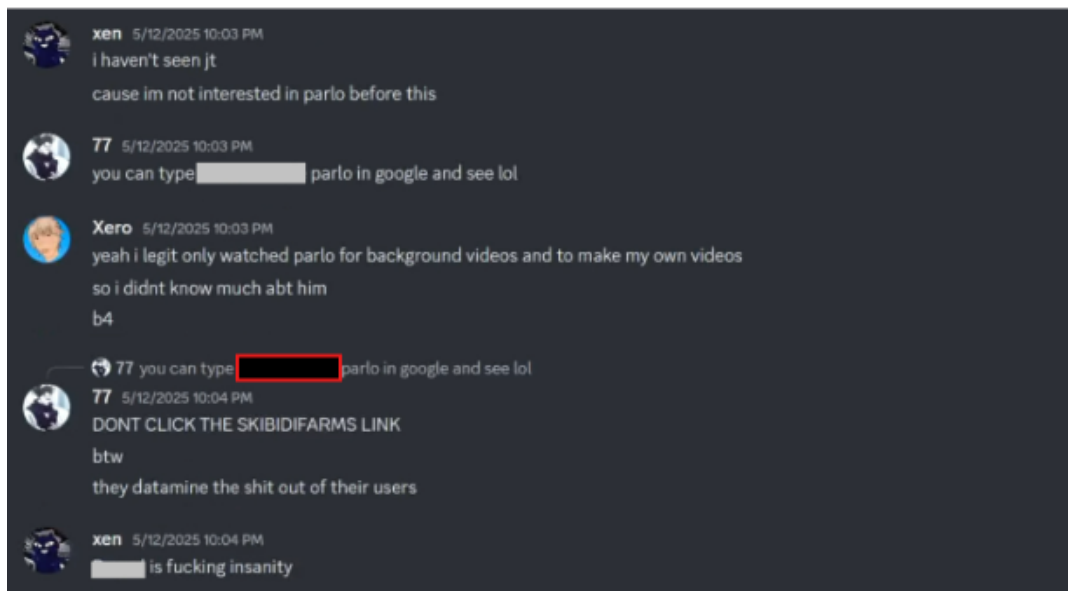 xen 5/12/2025 10:03 PM
i haven't seen jt
cause im not interested in parlo before this
77 5/12/2025 10:03 PM
you can type parlo in google and see lol
Xero 5/12/2025 10:03 PM
yeah i legit only watched parlo for background videos and to make my own videos
so i didnt know much abt him
b4
77 you can type parlo in google and see lol
77 5/12/2025 10:04 PM
DONT CLICK THE SKIBIDIFARMS LINK
btw
they datamine the shit out of their users
xen 5/12/2025 10:04 PM
is fucking insanity